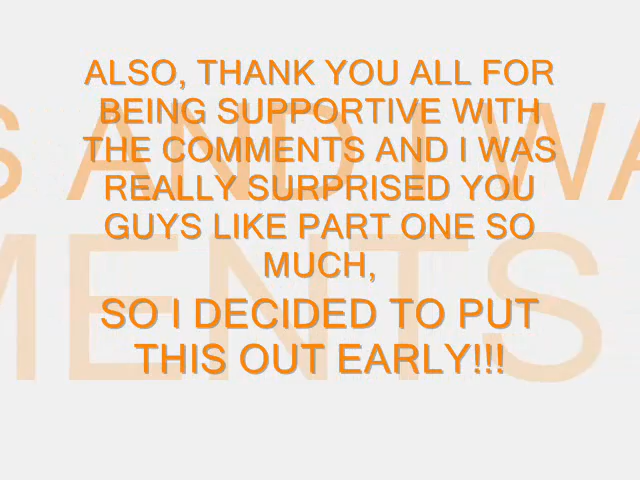 ALSO, THANK YOU ALL FOR
BEING SUPPORTIVE WITH
THE COMMENTS AND I WAS
REALLY SURPRISED YOU
GUYS LIKE PART ONE SO
MUCH,
SO I DECIDED TO PUT
THIS OUT EARLY!!!